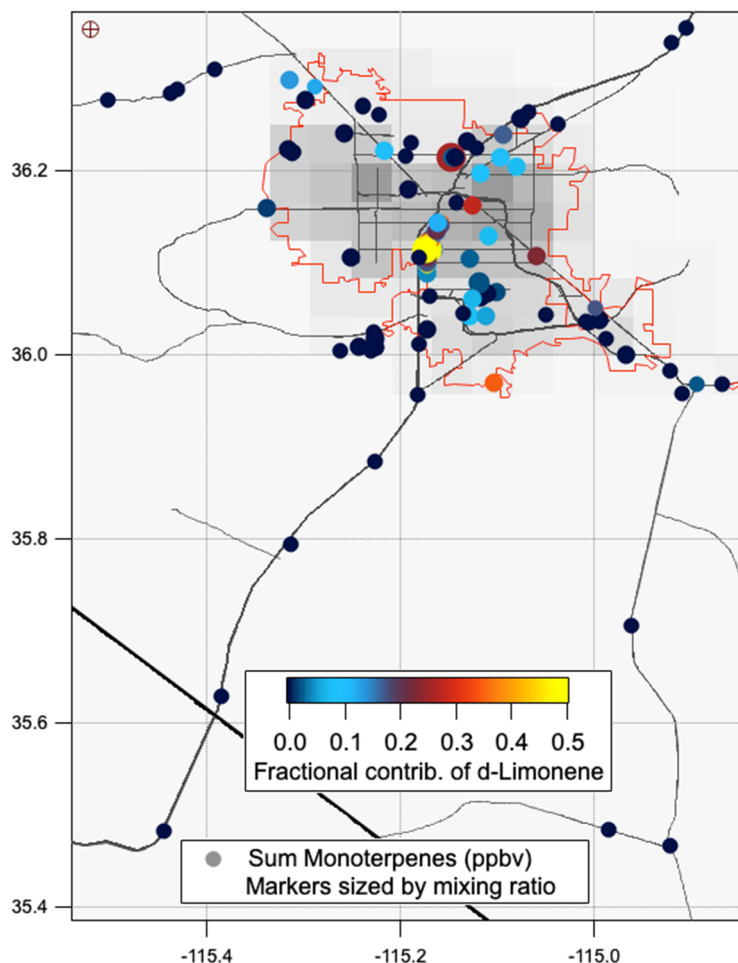 36.2
36.0
35.8
35.6
35.4
0.0 0.1 0.2 0.3 0.4 0.5
Fractional contrib. of d-Limonene
Sum Monoterpenes (ppbv)
Markers sized by mixing ratio
-115.4 -115.2 -115.0